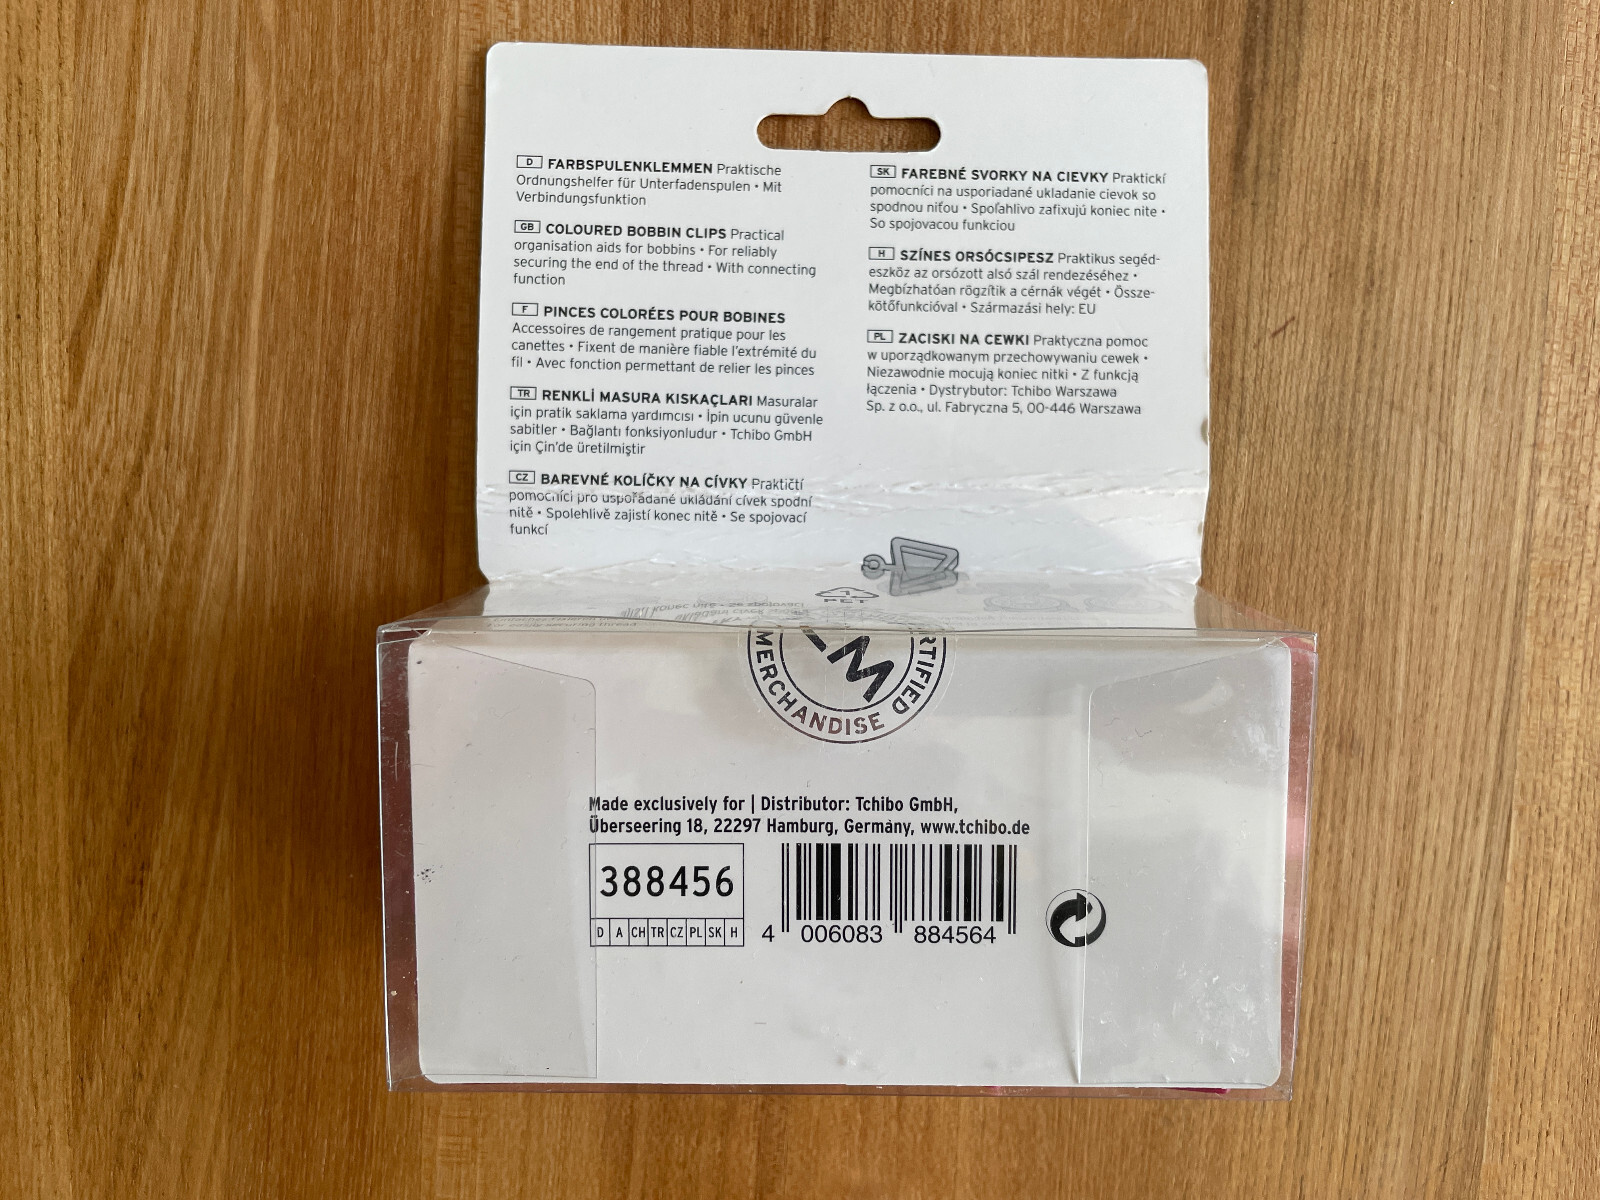 D FARBSPULENKLEMMEN Praktische
Ordnungshelfer für Unterfadenspulen • Mit
Verbindungsfunktion
GB COLOURED BOBBIN CLIPS Practical
organisation aids for bobbins • For reliably
securing the end of the thread • With connecting
function
F PINCES COLORÉES POUR BOBINES
Accessoires de rangement pratique pour les
canettes • Fixent de manière fiable l'extrémité du
fil • Avec fonction permettant de relier les pinces
TR RENKLİ MASURA KISKAÇLARI Masuralar
için pratik saklama yardımcısı • İpin ucunu güvenle
sabitler • Bağlantı fonksiyonludur • Tchibo GmbH
için Çin'de üretilmiştir
CZ BAREVNÉ KOLÍČKY NA CÍVKY Praktičtí
pomocníci pro uspořádané ukládání cívek spodní
nitě • Spolehlivě zajistí konec nitě • Se spojovací
funkcí
SK FAREBNÉ SVORKY NA CIEVKY Praktickí
pomocníci na usporiadané ukladanie cievok so
spodnou niťou • Spoľahlivo zafixujú koniec nite •
So spojovacou funkciou
H SZÍNES ORSÓCSIPESZ Praktikus segéd-
eszköz az orsózott alsó szál rendezéséhez •
Megbízhatóan rögzítik a cérnák végét • Össze-
kötőfunkcióval • Származási hely: EU
PL ZACISKI NA CEWKI Praktyczna pomoc
w uporządkowanym przechowywaniu cewek •
Niezawodnie mocują koniec nitki • Z funkcją
łączenia • Dystrybutor: Tchibo Warszawa
Sp. z o.o., ul. Fabryczna 5, 00-446 Warszawa
1
PET
MERCHANDISE
Made exclusively for | Distributor: Tchibo GmbH,
Überseering 18, 22297 Hamburg, Germany, www.tchibo.de
388456
D A CH TR CZ PL SK H
4 006083 884564